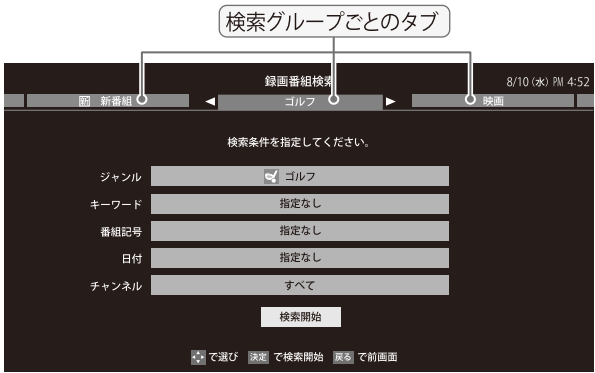 検索グループごとのタブ
録画番組検索
8/10 (水) PM 4:52
新 新番組
ゴルフ
映画
検索条件を指定してください。
ジャンル ゴルフ
キーワード 指定なし
番組記号 指定なし
日付 指定なし
チャンネル すべて
検索開始
で選び 決定 で検索開始 戻る で前画面